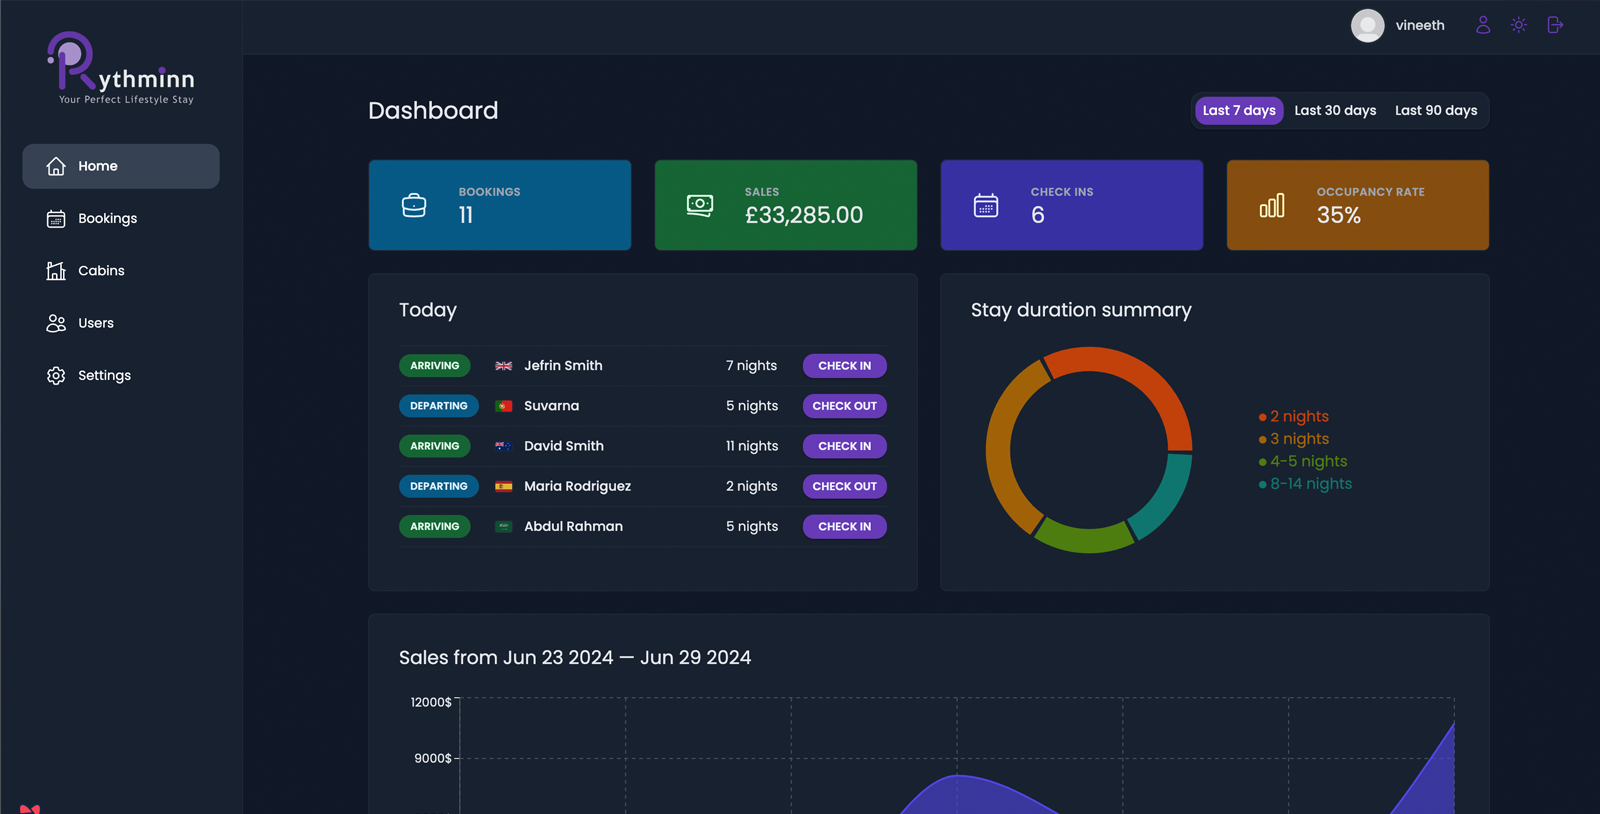 Rythminn
Your Perfect Lifestyle Stay
vineeth
Home
Bookings
Cabins
Users
Settings
Dashboard
Last 7 days Last 30 days Last 90 days
BOOKINGS
11
SALES
£33,285.00
CHECK INS
6
OCCUPANCY RATE
35%
Today
ARRIVING Jefrin Smith 7 nights CHECK IN
DEPARTING Suvarna 5 nights CHECK OUT
ARRIVING David Smith 11 nights CHECK IN
DEPARTING Maria Rodriguez 2 nights CHECK OUT
ARRIVING Abdul Rahman 5 nights CHECK IN
Stay duration summary
2 nights
3 nights
4-5 nights
8-14 nights
Sales from Jun 23 2024 — Jun 29 2024
12000$
9000$